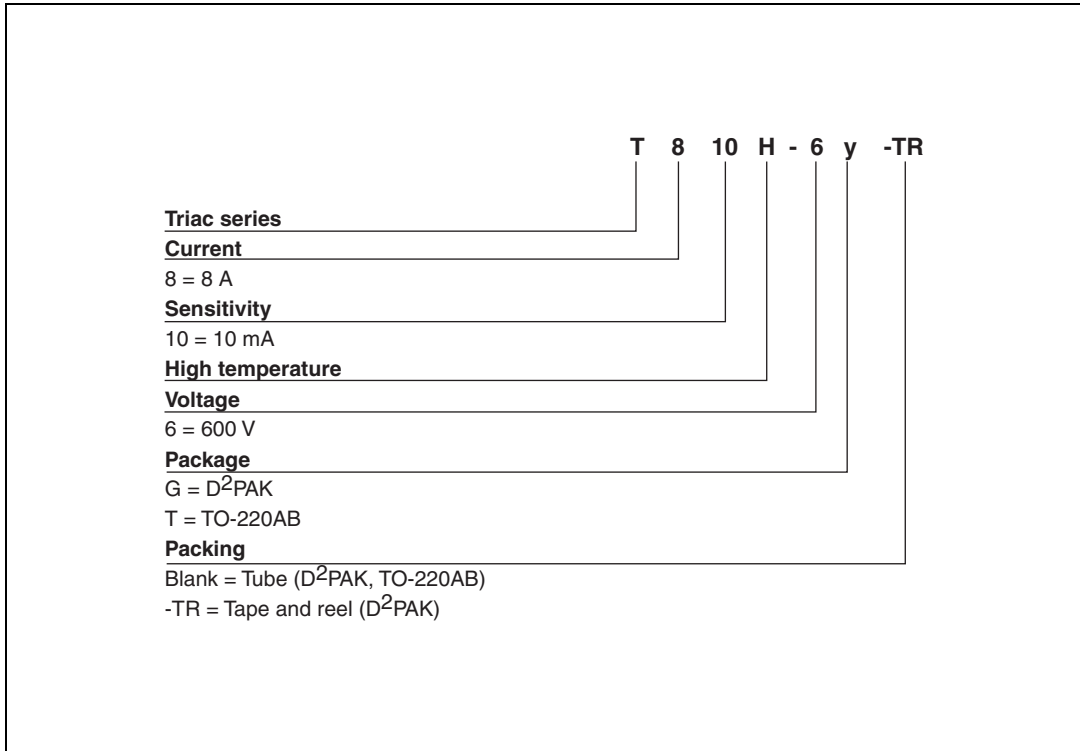 T 8 10 H - 6 y -TR
Triac series
Current
8 = 8 A
Sensitivity
10 = 10 mA
High temperature
Voltage
6 = 600 V
Package
G = D²PAK
T = TO-220AB
Packing
Blank = Tube (D²PAK, TO-220AB)
-TR = Tape and reel (D²PAK)